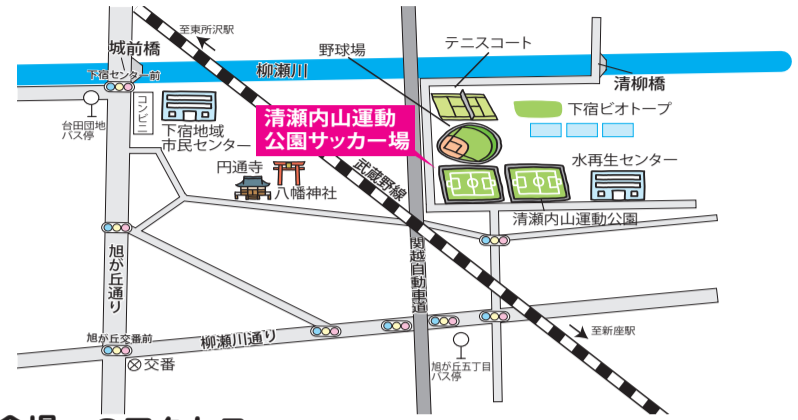 至東所沢駅
城前橋
野球場
テニスコート
下宿センター前
柳瀬川
清柳橋
コンビニ
台田団地
バス停
下宿地域
市民センター
清瀬内山運動
公園サッカー場
下宿ビオトープ
円通寺
八幡神社
武蔵野線
水再生センター
清瀬内山運動公園
旭が丘通り
関越自動車道
旭が丘交番前
柳瀬川通り
交番
至新座駅
旭が丘五丁目
バス停